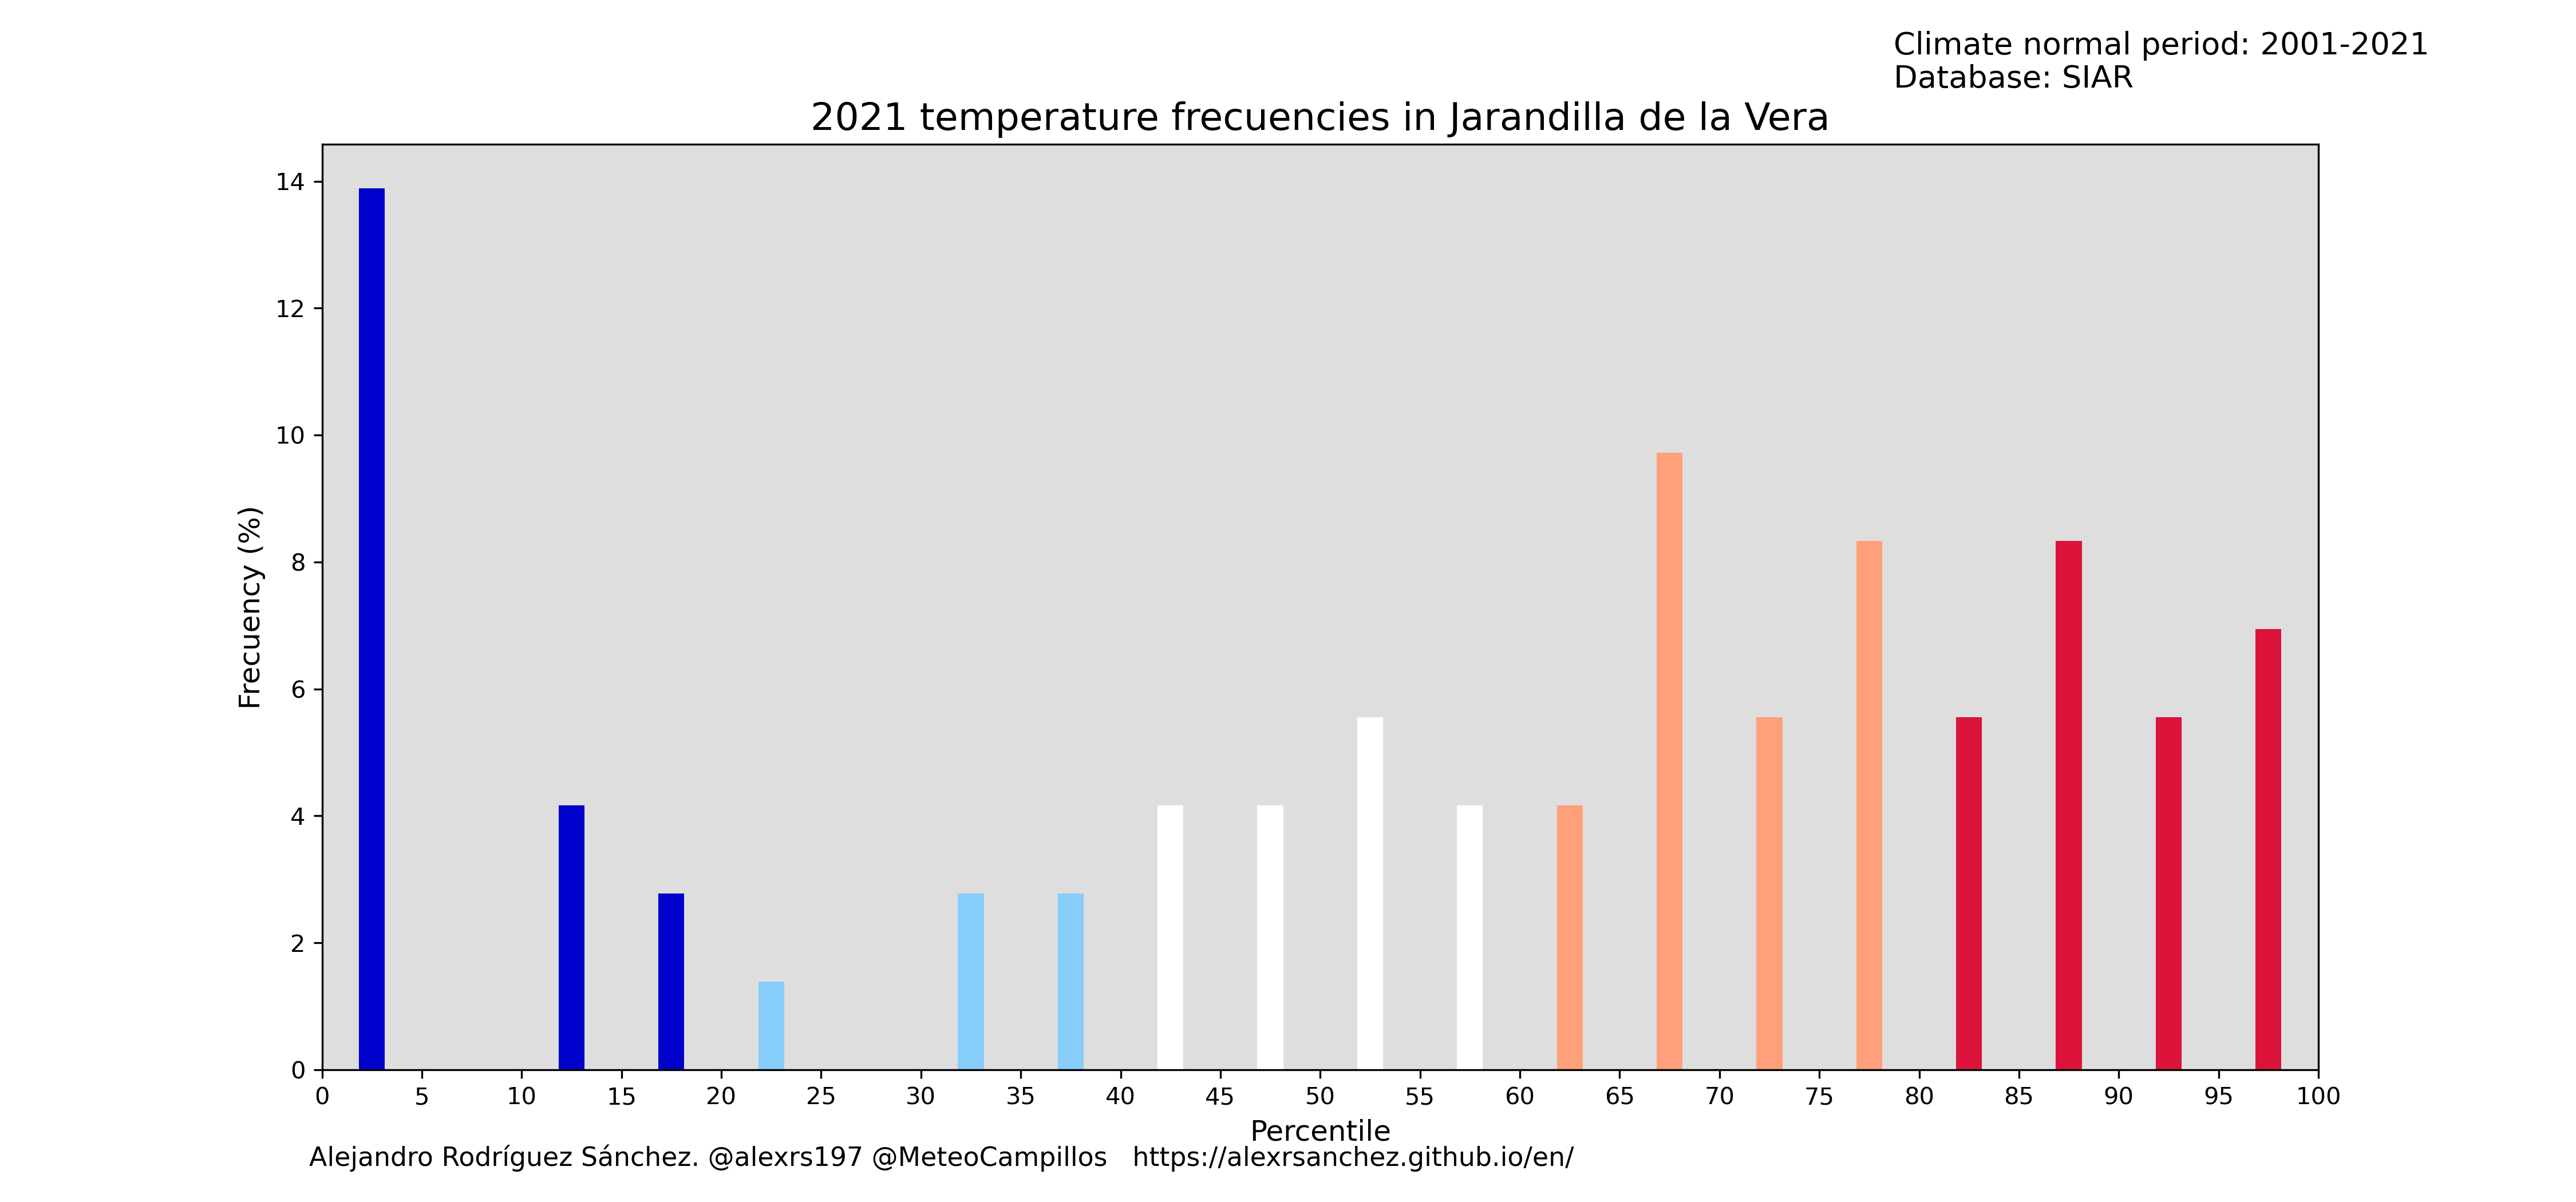 Climate normal period: 2001-2021
Database: SIAR
2021 temperature frecuencies in Jarandilla de la Vera
14
12
10
8
6
4
2
0
Frecuency (%)
0 5 10 15 20 25 30 35 40 45 50 55 60 65 70 75 80 85 90 95 100
Percentile
Alejandro Rodríguez Sánchez. @alexrs197 @MeteoCampillos https://alexrsanchez.github.io/en/